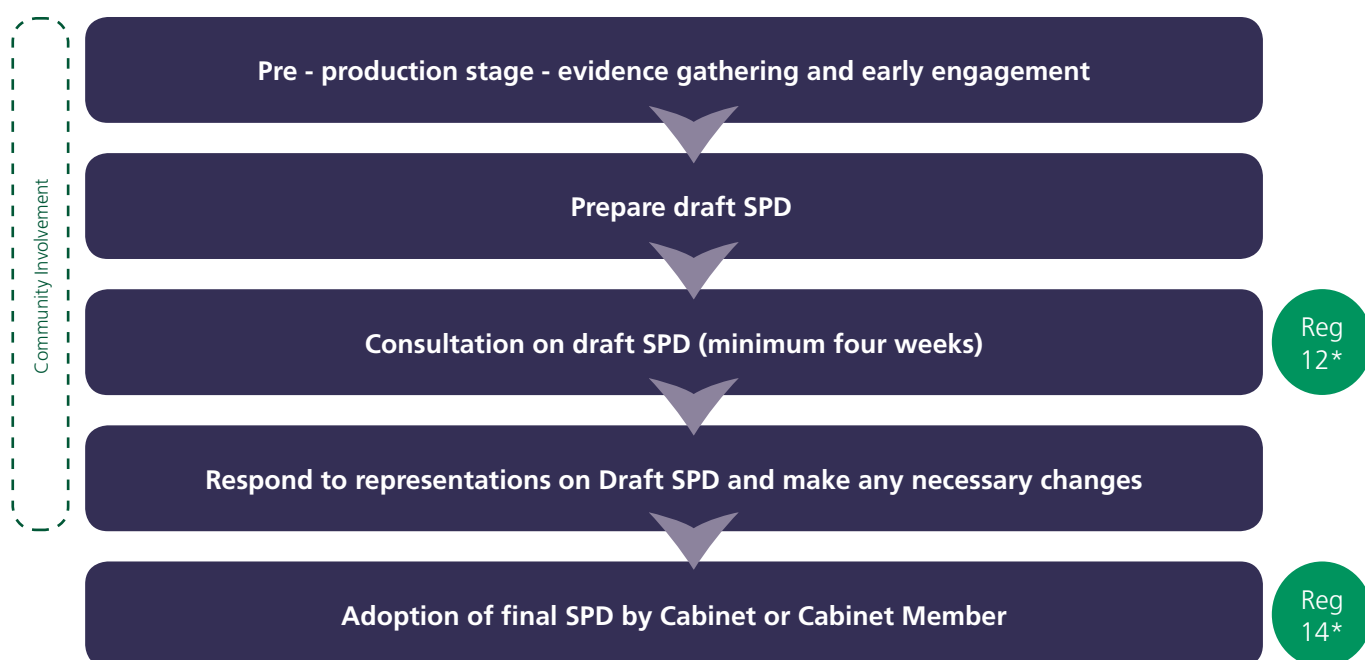 Pre - production stage - evidence gathering and early engagement
Community Involvement
Prepare draft SPD
Consultation on draft SPD (minimum four weeks)
Reg
12*
Respond to representations on Draft SPD and make any necessary changes
Adoption of final SPD by Cabinet or Cabinet Member
Reg
14*